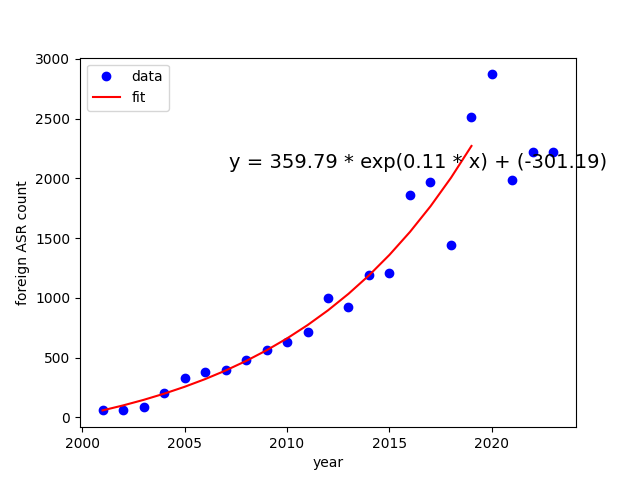 3000
2500
2000
1500
1000
500
0
2000
2005
2010
2015
2020
year
foreign ASR count
data
fit
y = 359.79 * exp(0.11 * x) + (-301.19)